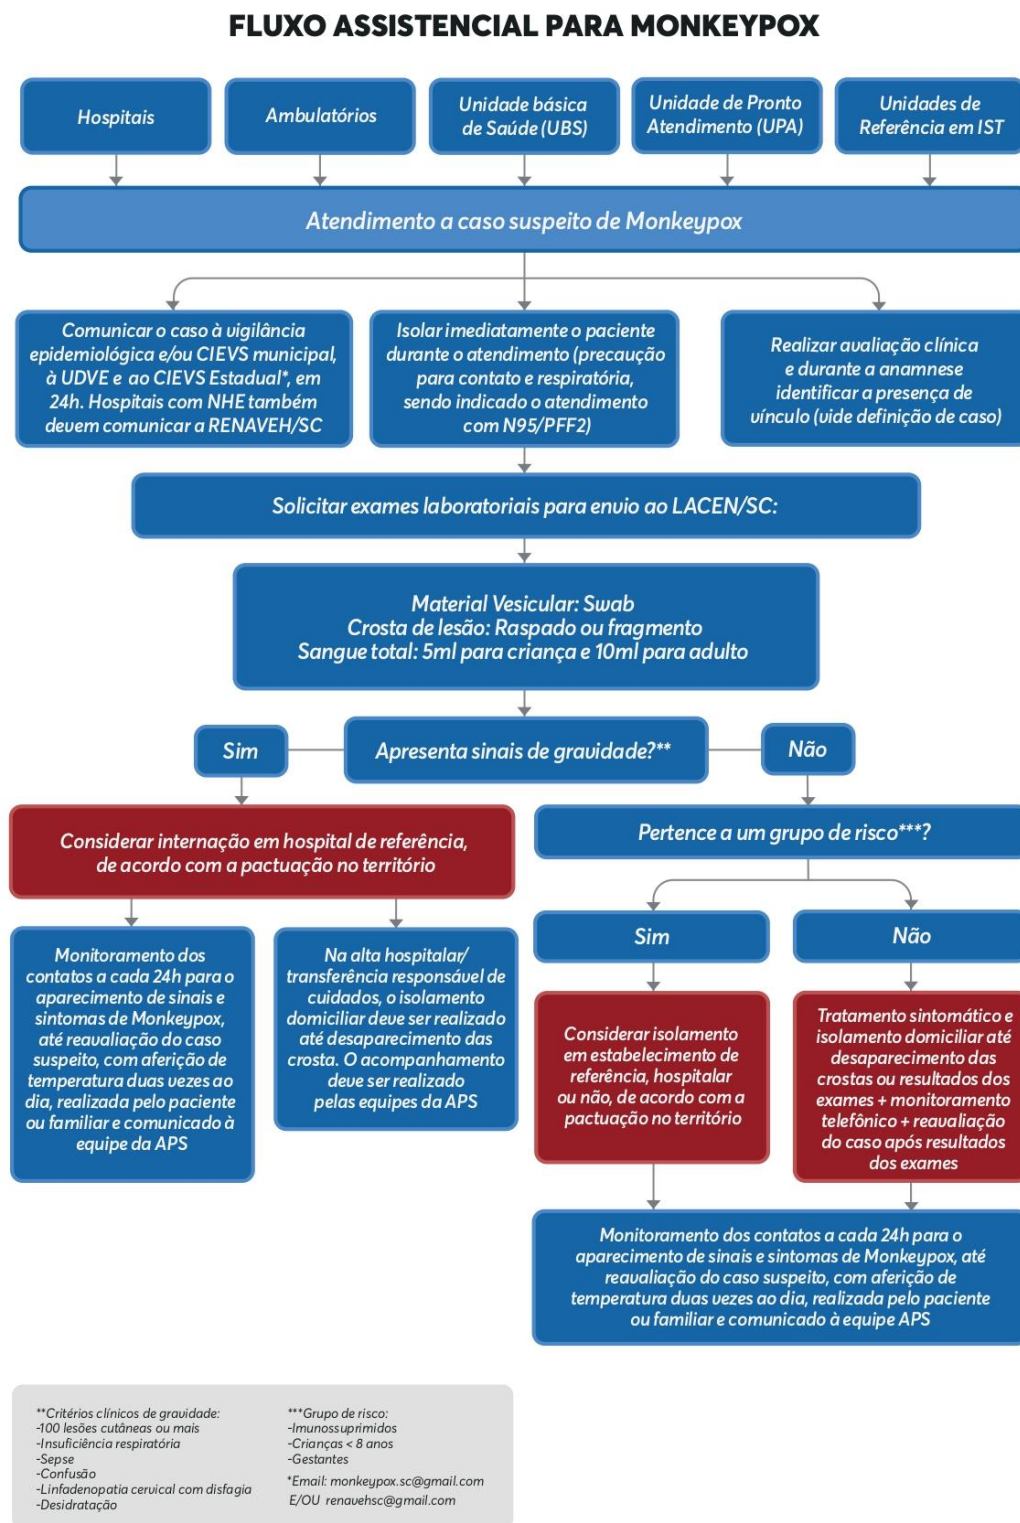 FLUXO ASSISTENCIAL PARA MONKEYPOX
Hospitais
Ambulatórios
Unidade básica
de Saúde (UBS)
Unidade de Pronto
Atendimento (UPA)
Unidades de
Referência em IST
Atendimento a caso suspeito de Monkeypox
Comunicar o caso à vigilância
epidemiológica e/ou CIEVS municipal,
à UDVE e ao CIEVS Estadual*, em
24h. Hospitais com NHE também
devem comunicar a RENAVEH/SC
Isolar imediatamente o paciente
durante o atendimento (precaução
para contato e respiratória,
sendo indicado o atendimento
com N95/PFF2)
Realizar avaliação clínica
e durante a anamnese
identificar a presença de
vínculo (vide definição de caso)
Solicitar exames laboratoriais para envio ao LACEN/SC:
Material Vesicular: Swab
Crosta de lesão: Raspado ou fragmento
Sangue total: 5ml para criança e 10ml para adulto
Sim
Apresenta sinais de gravidade?**
Não
Considerar internação em hospital de referência,
de acordo com a pactuação no território
Pertence a um grupo de risco***?
Monitoramento dos
contatos a cada 24h para o
aparecimento de sinais e
sintomas de Monkeypox,
até reavaliação do caso
suspeito, com aferição de
temperatura duas vezes ao
dia, realizada pelo paciente
ou familiar e comunicado à
equipe da APS
Na alta hospitalar/
transferência responsável de
cuidados, o isolamento
domiciliar deve ser realizado
até desaparecimento das
crosta. O acompanhamento
deve ser realizado
pelas equipes da APS
Sim
Não
Considerar isolamento
em estabelecimento de
referência, hospitalar
ou não, de acordo com a
pactuação no território
Tratamento sintomático e
isolamento domiciliar até
desaparecimento das
crostas ou resultados dos
exames + monitoramento
telefônico + reavaliação
do caso após resultados
dos exames
Monitoramento dos contatos a cada 24h para o
aparecimento de sinais e sintomas de Monkeypox, até
reavaliação do caso suspeito, com aferição de
temperatura duas vezes ao dia, realizada pelo paciente
ou familiar e comunicado à equipe APS
**Critérios clínicos de gravidade:
-100 lesões cutâneas ou mais
-Insuficiência respiratória
-Sepse
-Confusão
-Linfadenopatia cervical com disfagia
-Desidratação
***Grupo de risco:
-Imunossuprimidos
-Crianças < 8 anos
-Gestantes
*Email: monkeypox.sc@gmail.com
E/OU renavehsc@gmail.com